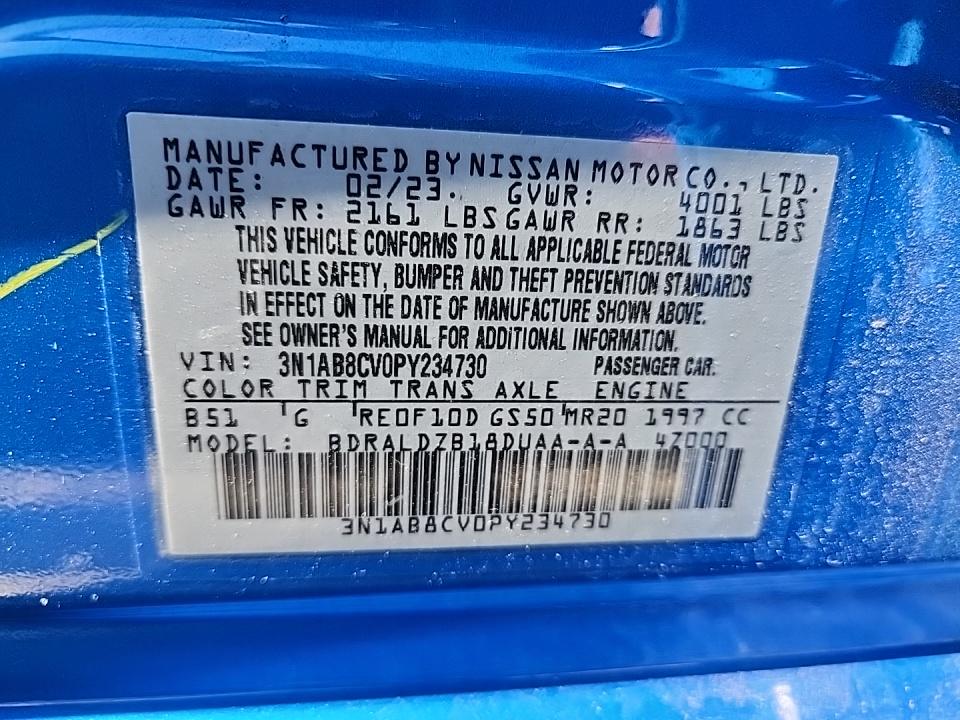 MANUFACTURED BY NISSAN MOTOR CO., LTD.
DATE: 02/23. GVWR: 4001 LBS
GAWR FR: 2161 LBS GAWR RR: 1863 LBS
THIS VEHICLE CONFORMS TO ALL APPLICABLE FEDERAL MOTOR
VEHICLE SAFETY, BUMPER AND THEFT PREVENTION STANDARDS
IN EFFECT ON THE DATE OF MANUFACTURE SHOWN ABOVE.
SEE OWNER'S MANUAL FOR ADDITIONAL INFORMATION.
VIN: 3N1AB8CV0PY234730 PASSENGER CAR.
COLOR TRIM TRANS AXLE ENGINE
B51 G RE0F10D GS50 MR20 1997 CC
MODEL: BDRALDZB18DUAA-A-A 4Z000
3N1AB8CV0PY234730